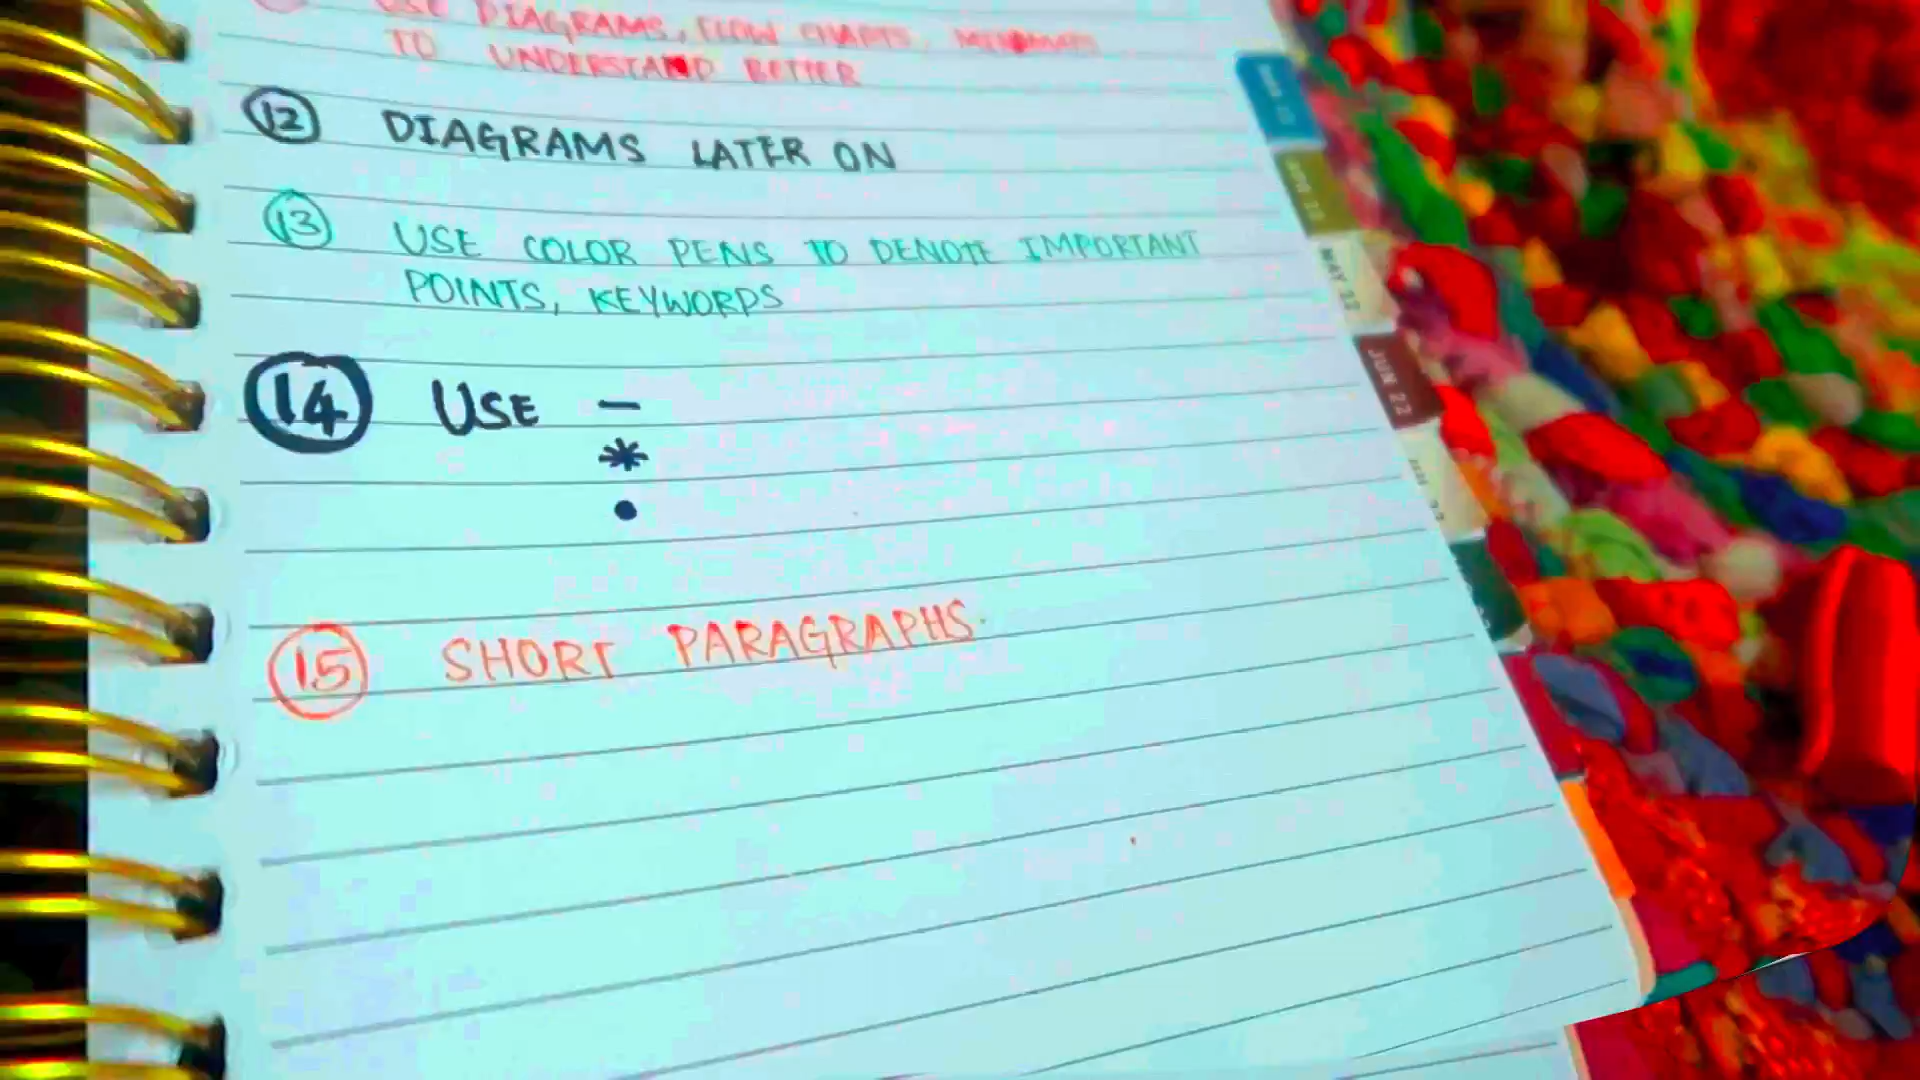 USE DIAGRAMS, FLOW CHARTS,
TO UNDERSTAND BETTER
12 DIAGRAMS LATER ON
13 USE COLOR PENS TO DENOTE IMPORTANT
POINTS, KEYWORDS
14 USE –
*
•
15 SHORT PARAGRAPHS.
MAY 22
JUN 22